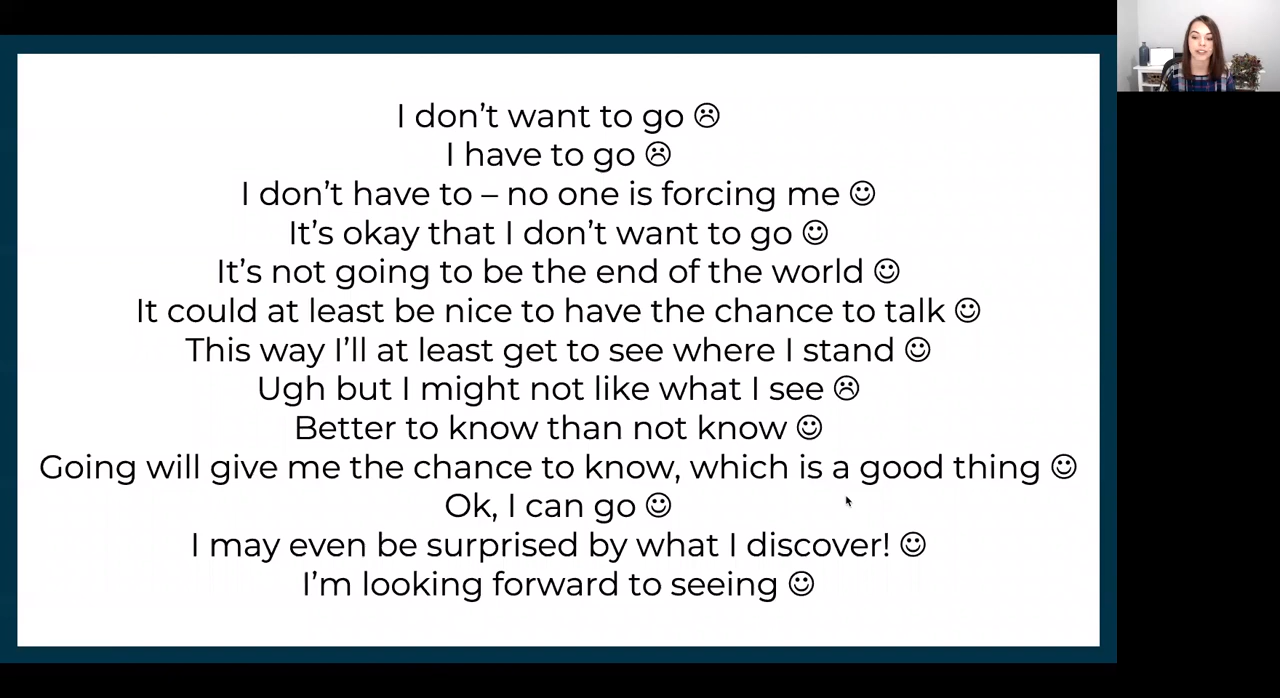 I don’t want to go ☹
I have to go ☹
I don’t have to – no one is forcing me ☺
It’s okay that I don’t want to go ☺
It’s not going to be the end of the world ☺
It could at least be nice to have the chance to talk ☺
This way I’ll at least get to see where I stand ☺
Ugh but I might not like what I see ☹
Better to know than not know ☺
Going will give me the chance to know, which is a good thing ☺
Ok, I can go ☺
I may even be surprised by what I discover! ☺
I’m looking forward to seeing ☺